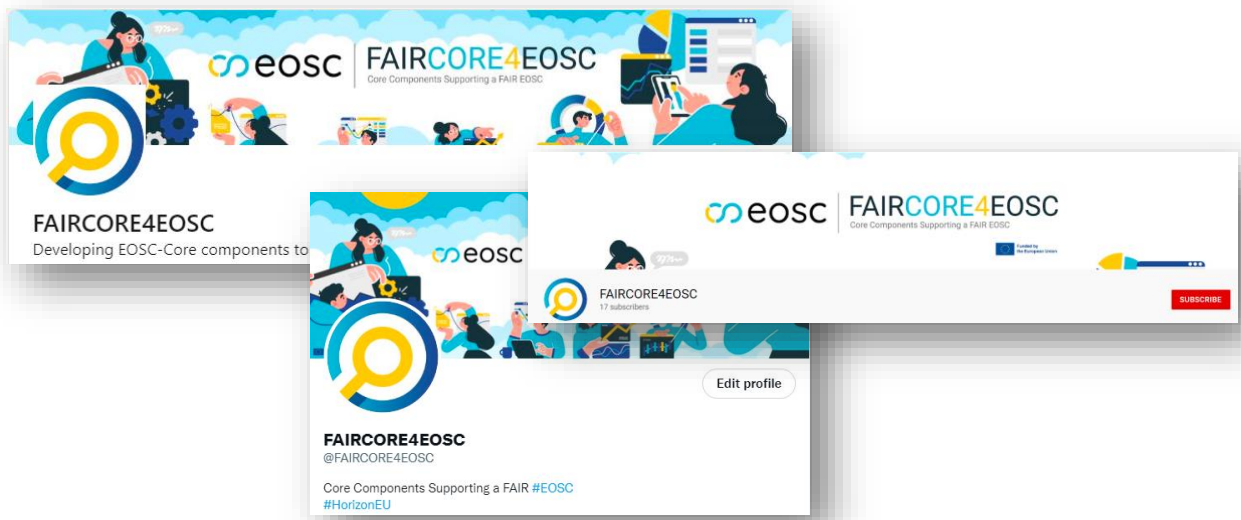 eosc | FAIRCORE4EOSC
Core Components Supporting a FAIR EOSC
FAIRCORE4EOSC
Developing EOSC-Core components to
eosc | FAIRCORE4EOSC
Core Components Supporting a FAIR EOSC
Funded by
the European Union
FAIRCORE4EOSC
17 subscribers
SUBSCRIBE
eosc
Edit profile
FAIRCORE4EOSC
@FAIRCORE4EOSC
Core Components Supporting a FAIR #EOSC
#HorizonEU